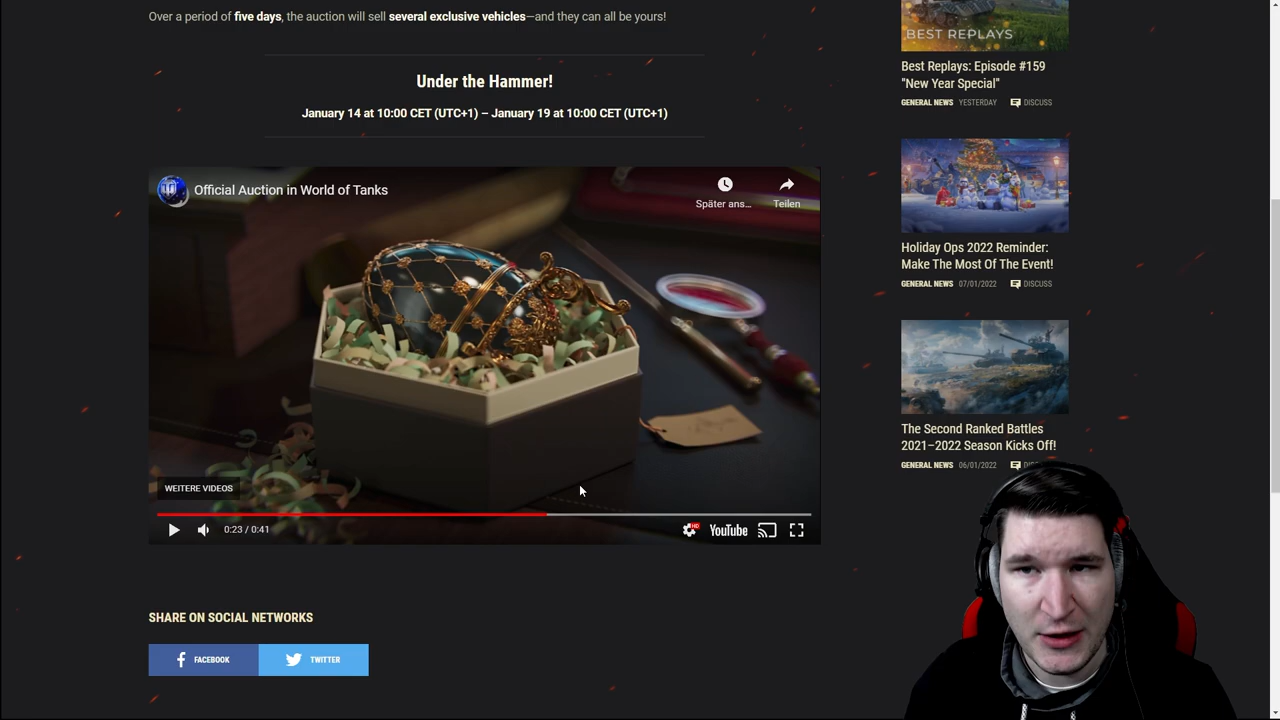 Over a period of five days, the auction will sell several exclusive vehicles—and they can all be yours!
Under the Hammer!
January 14 at 10:00 CET (UTC+1) – January 19 at 10:00 CET (UTC+1)
Official Auction in World of Tanks
Später ans...
Teilen
WEITERE VIDEOS
0:23 / 0:41
HD
YouTube
SHARE ON SOCIAL NETWORKS
FACEBOOK
TWITTER
BEST REPLAYS
Best Replays: Episode #159
"New Year Special"
GENERAL NEWS YESTERDAY DISCUSS
Holiday Ops 2022 Reminder:
Make The Most Of The Event!
GENERAL NEWS 07/01/2022 DISCUSS
The Second Ranked Battles
2021–2022 Season Kicks Off!
GENERAL NEWS 06/01/2022